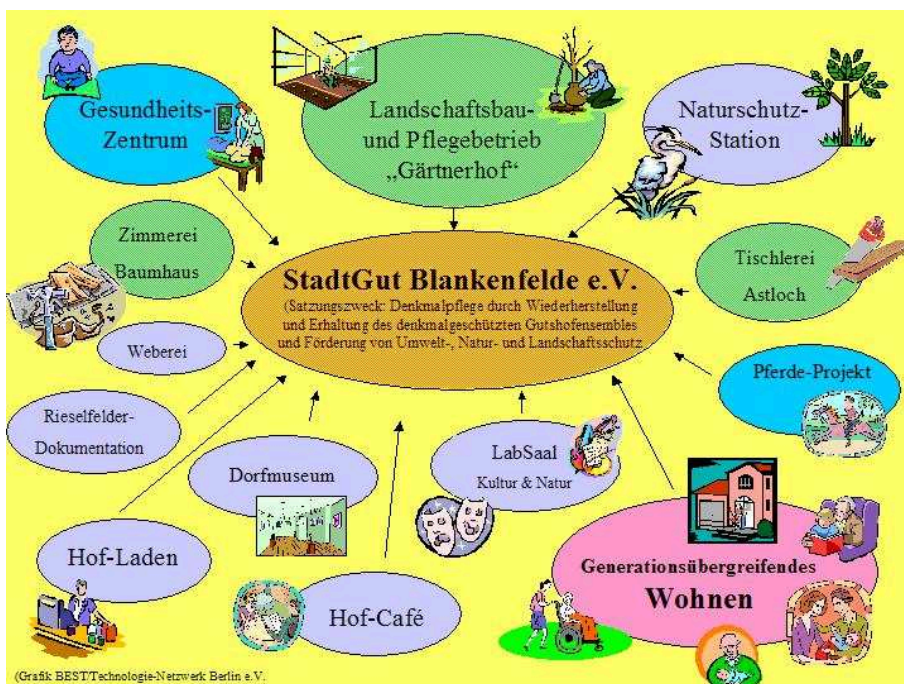 Gesundheits-
Zentrum
Landschaftsbau-
und Pflegebetrieb
„Gärtnerhof“
Naturschutz-
Station
Zimmerei
Baumhaus
StadtGut Blankenfelde e.V.
(Satzungszweck: Denkmalpflege durch Wiederherstellung
und Erhaltung des denkmalgeschützten Gutshofensembles
und Förderung von Umwelt-, Natur- und Landschaftsschutz
Tischlerei
Astloch
Weberei
Pferde-Projekt
Rieselfelder-
Dokumentation
Dorfmuseum
LabSaal
Kultur & Natur
Hof-Laden
Hof-Café
Generationsübergreifendes
Wohnen
(Grafik BEST/Technologie-Netzwerk Berlin e.V.